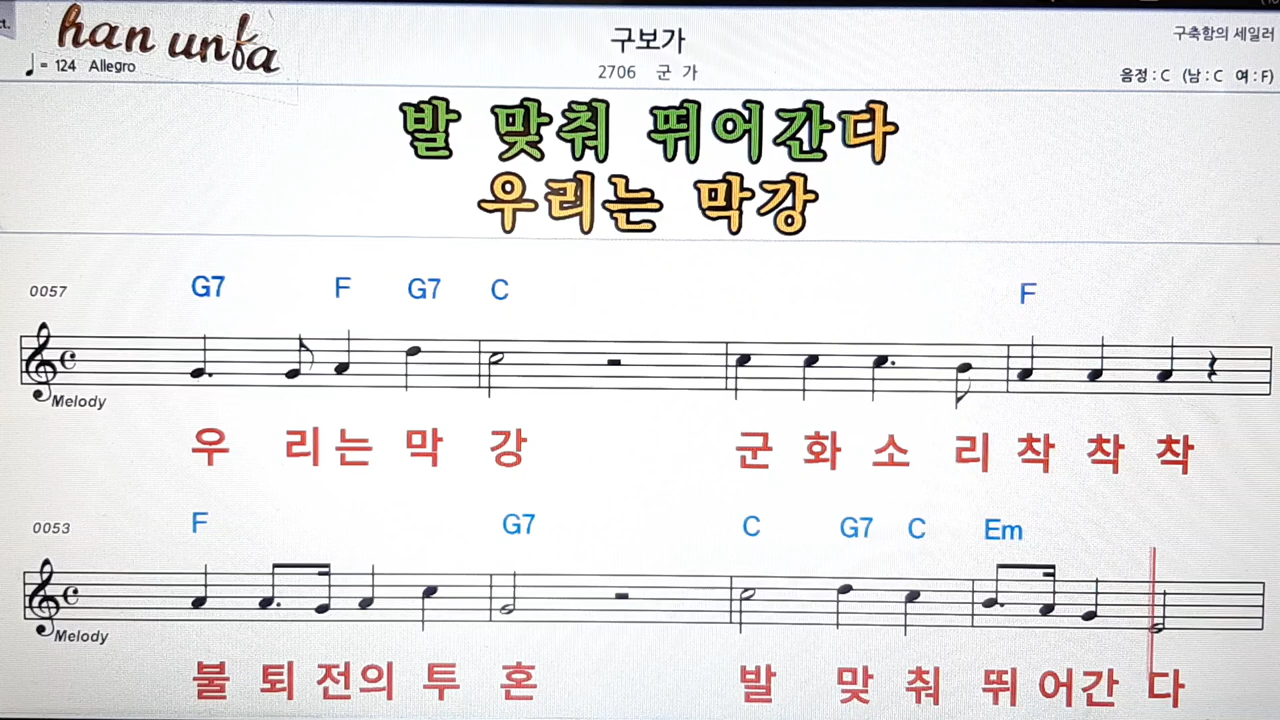 han unfa
♩= 124 Allegro
구보가
2706 군 가
구축함의 세일러
음정 : C (남 : C 여 : F)
발 맞춰 뛰어간다
우리는 막강
0057
G7 F G7 C F
Melody
우 리 는 막 강 군 화 소 리 착 착 착
0053
F G7 C G7 C Em
Melody
불 퇴 전의 투 혼 발 맞 춰 뛰 어간 다